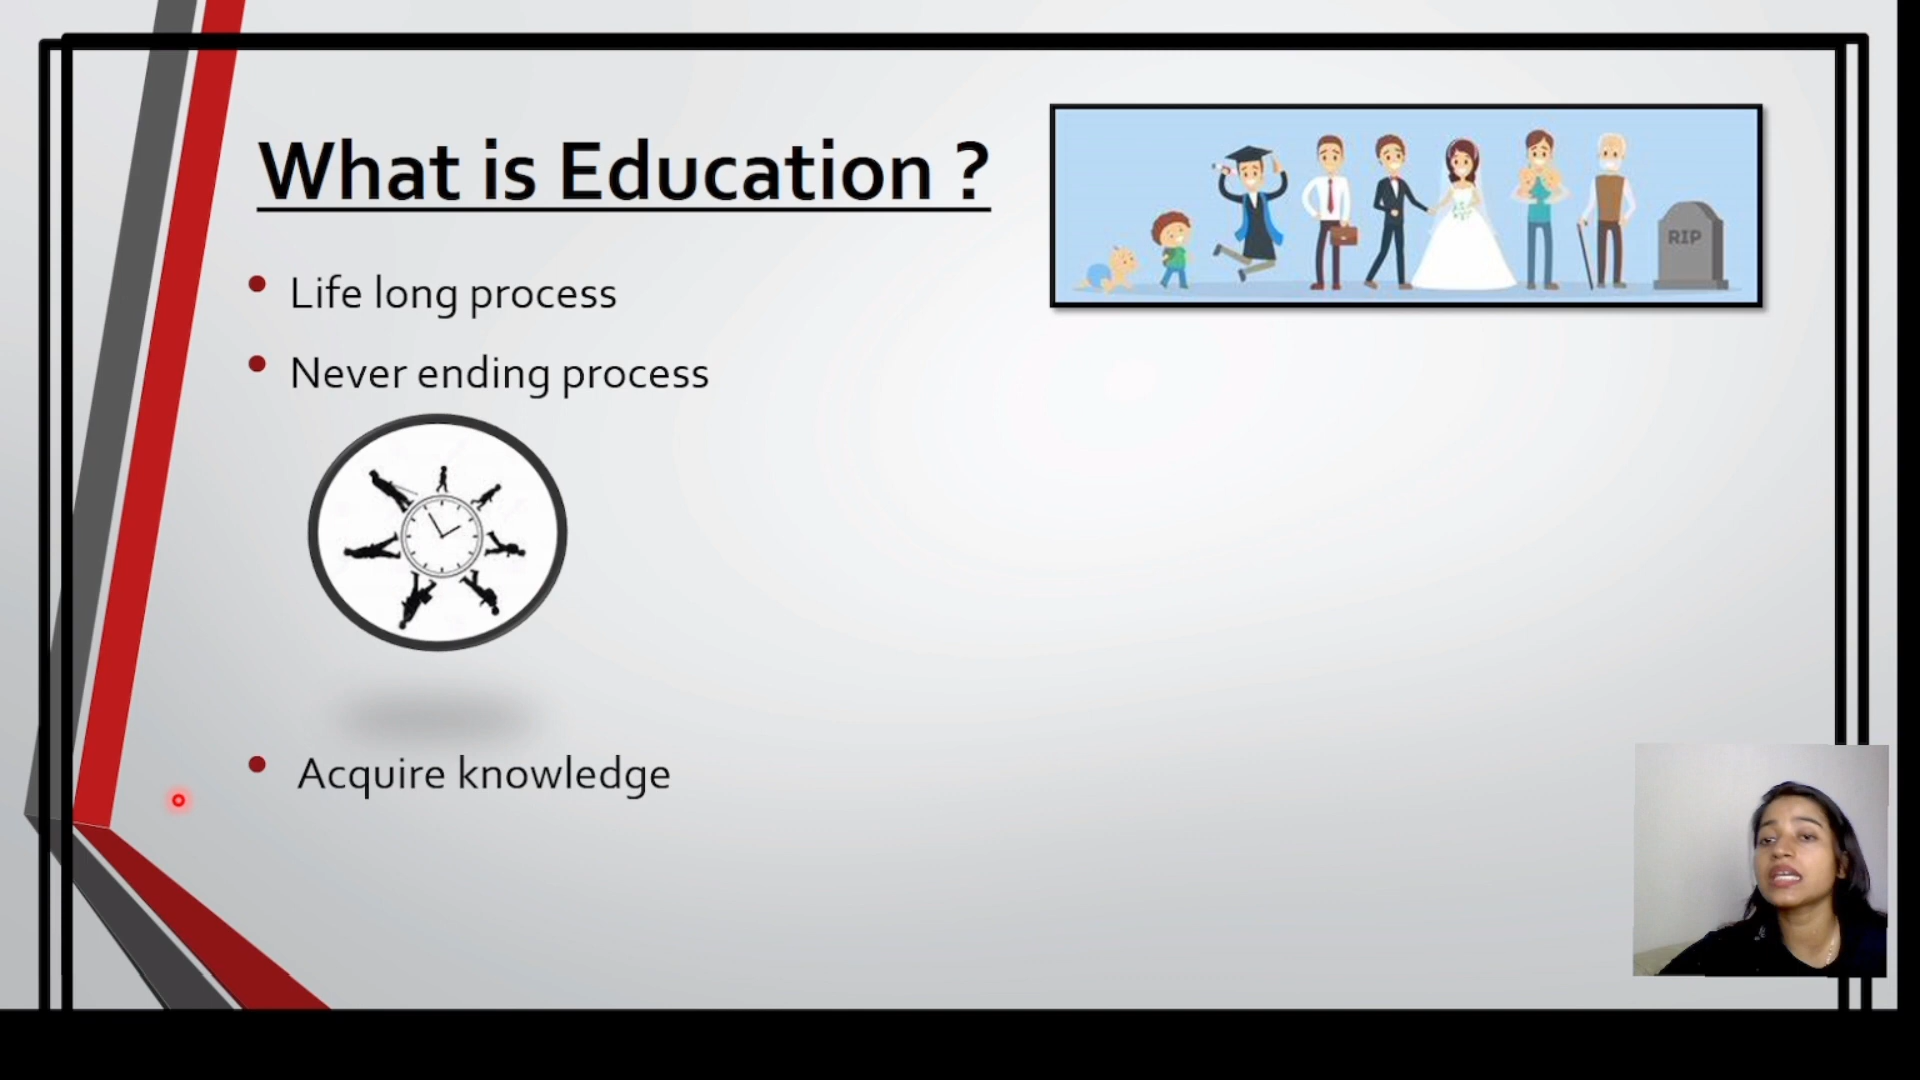 What is Education ?
RIP
Life long process
Never ending process
Acquire knowledge